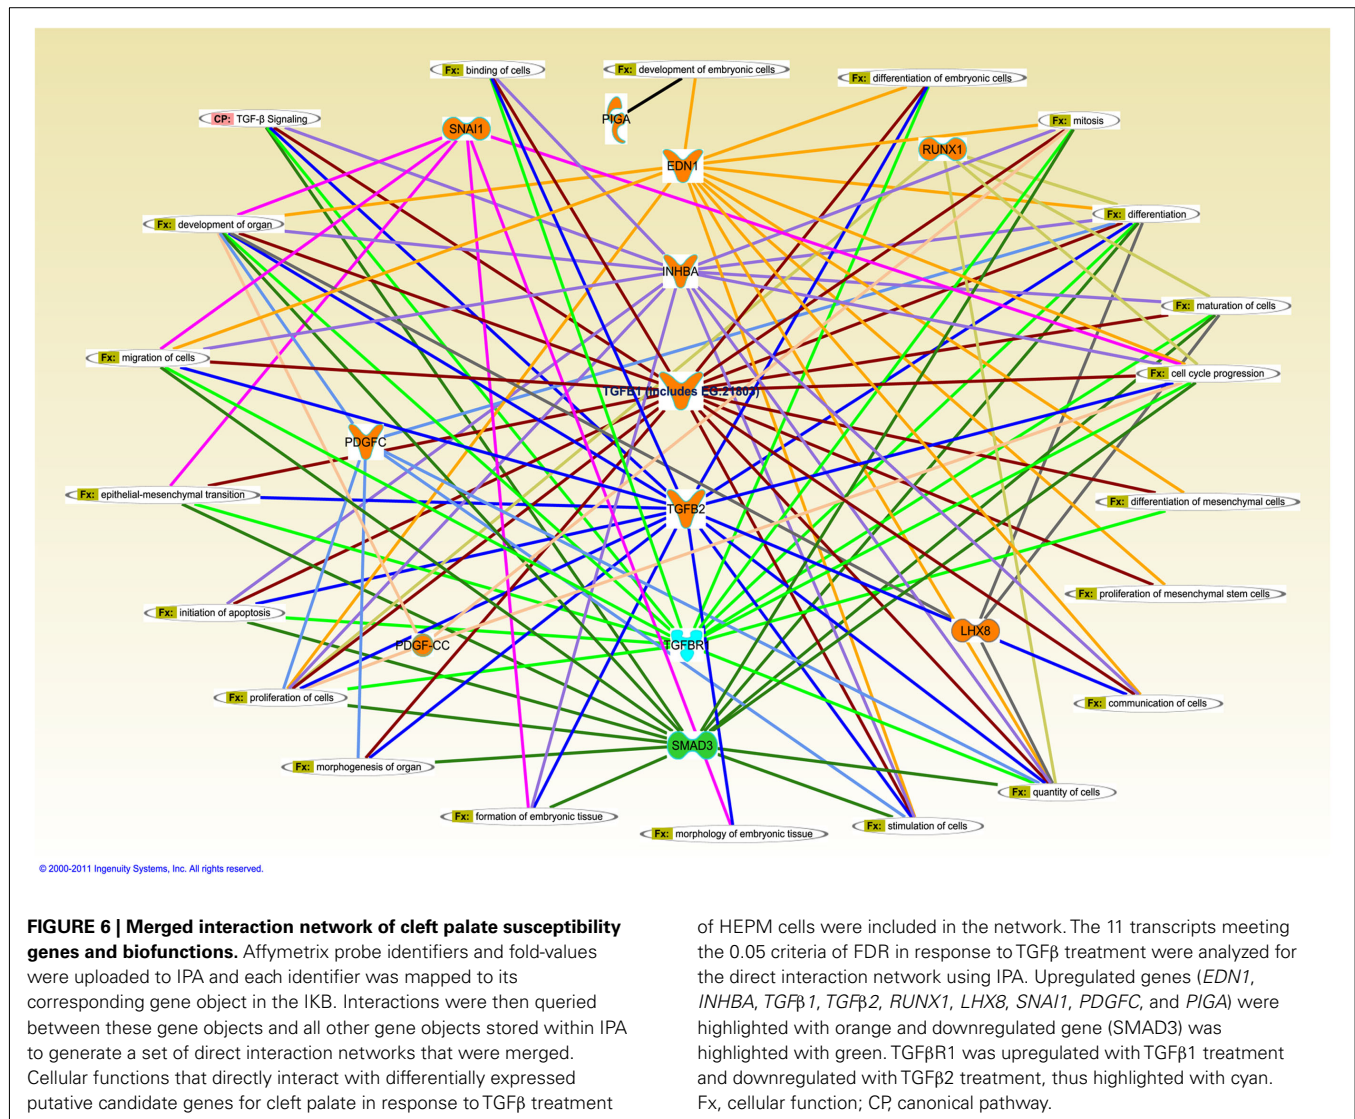 Fx: binding of cells
Fx: development of embryonic cells
Fx: differentiation of embryonic cells
CP: TGF-β Signaling
SNAI1
PIGA
Fx: mitosis
RUNX1
EDN1
Fx: development of organ
Fx: differentiation
INHBA
Fx: maturation of cells
Fx: migration of cells
Fx: cell cycle progression
TGFB1 (includes EG:21803)
PDGFC
Fx: epithelial-mesenchymal transition
TGFB2
Fx: differentiation of mesenchymal cells
Fx: proliferation of mesenchymal stem cells
Fx: initiation of apoptosis
LHX8
PDGF-CC
TGFBR1
Fx: proliferation of cells
Fx: communication of cells
SMAD3
Fx: morphogenesis of organ
Fx: quantity of cells
Fx: formation of embryonic tissue
Fx: stimulation of cells
Fx: morphology of embryonic tissue
© 2000-2011 Ingenuity Systems, Inc. All rights reserved.
FIGURE 6 | Merged interaction network of cleft palate susceptibility
genes and biofunctions. Affymetrix probe identifiers and fold-values
were uploaded to IPA and each identifier was mapped to its
corresponding gene object in the IKB. Interactions were then queried
between these gene objects and all other gene objects stored within IPA
to generate a set of direct interaction networks that were merged.
Cellular functions that directly interact with differentially expressed
putative candidate genes for cleft palate in response to TGFβ treatment
of HEPM cells were included in the network. The 11 transcripts meeting
the 0.05 criteria of FDR in response to TGFβ treatment were analyzed for
the direct interaction network using IPA. Upregulated genes (EDN1,
INHBA, TGFβ1, TGFβ2, RUNX1, LHX8, SNAI1, PDGFC, and PIGA) were
highlighted with orange and downregulated gene (SMAD3) was
highlighted with green. TGFβR1 was upregulated with TGFβ1 treatment
and downregulated with TGFβ2 treatment, thus highlighted with cyan.
Fx, cellular function; CP, canonical pathway.